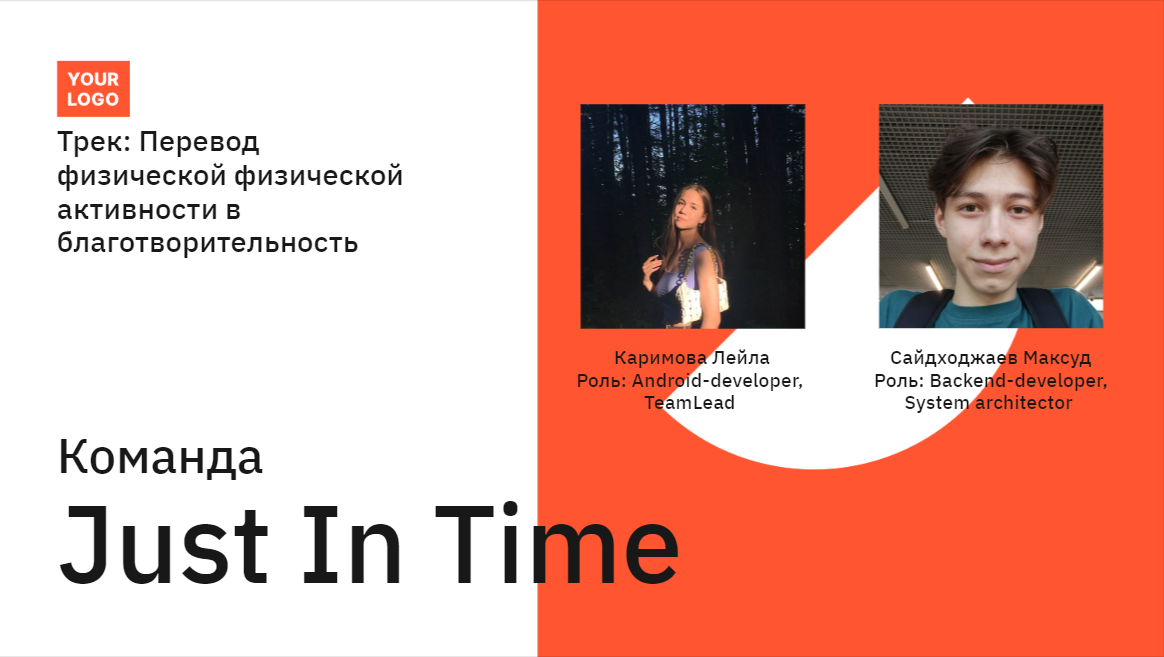 YOUR
LOGO
Трек: Перевод
физической физической
активности в
благотворительность
Команда
Just In Time
Каримова Лейла
Роль: Android-developer,
TeamLead
Сайдходжаев Максуд
Роль: Backend-developer,
System architector